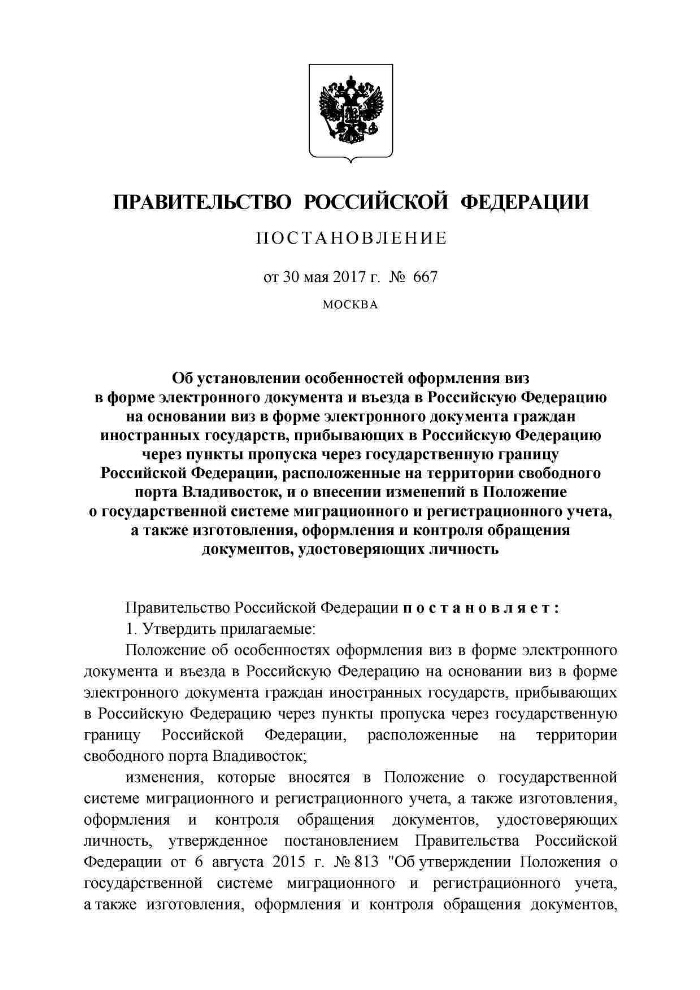 ПРАВИТЕЛЬСТВО РОССИЙСКОЙ ФЕДЕРАЦИИ
ПОСТАНОВЛЕНИЕ
от 30 мая 2017 г. № 667
МОСКВА
Об установлении особенностей оформления виз
в форме электронного документа и въезда в Российскую Федерацию
на основании виз в форме электронного документа граждан
иностранных государств, прибывающих в Российскую Федерацию
через пункты пропуска через государственную границу
Российской Федерации, расположенные на территории свободного
порта Владивосток, и о внесении изменений в Положение
о государственной системе миграционного и регистрационного учета,
а также изготовления, оформления и контроля обращения
документов, удостоверяющих личность
Правительство Российской Федерации п о с т а н о в л я е т :
1. Утвердить прилагаемые:
Положение об особенностях оформления виз в форме электронного
документа и въезда в Российскую Федерацию на основании виз в форме
электронного документа граждан иностранных государств, прибывающих
в Российскую Федерацию через пункты пропуска через государственную
границу Российской Федерации, расположенные на территории
свободного порта Владивосток;
изменения, которые вносятся в Положение о государственной
системе миграционного и регистрационного учета, а также изготовления,
оформления и контроля обращения документов, удостоверяющих
личность, утвержденное постановлением Правительства Российской
Федерации от 6 августа 2015 г. № 813 "Об утверждении Положения о
государственной системе миграционного и регистрационного учета,
а также изготовления, оформления и контроля обращения документов,